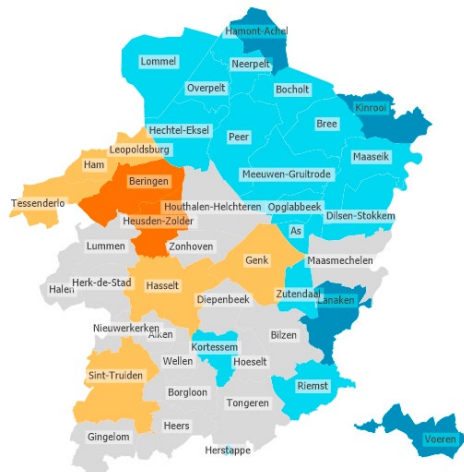 Hamont-Achel
Lommel
Neerpelt
Overpelt
Bocholt
Kinrooi
Bree
Hechtel-Eksel
Peer
Leopoldsburg
Maaseik
Ham
Beringen
Meeuwen-Gruitrode
Tessenderlo
Houthalen-Helchteren
Opglabbeek
Dilsen-Stokkem
Heusden-Zolder
As
Lummen
Zonhoven
Genk
Maasmechelen
Halen
Herk-de-Stad
Hasselt
Diepenbeek
Zutendaal
Lanaken
Nieuwerkerken
Alken
Kortessem
Bilzen
Wellen
Hoeselt
Sint-Truiden
Riemst
Borgloon
Tongeren
Gingelom
Heers
Voeren
Herstappe